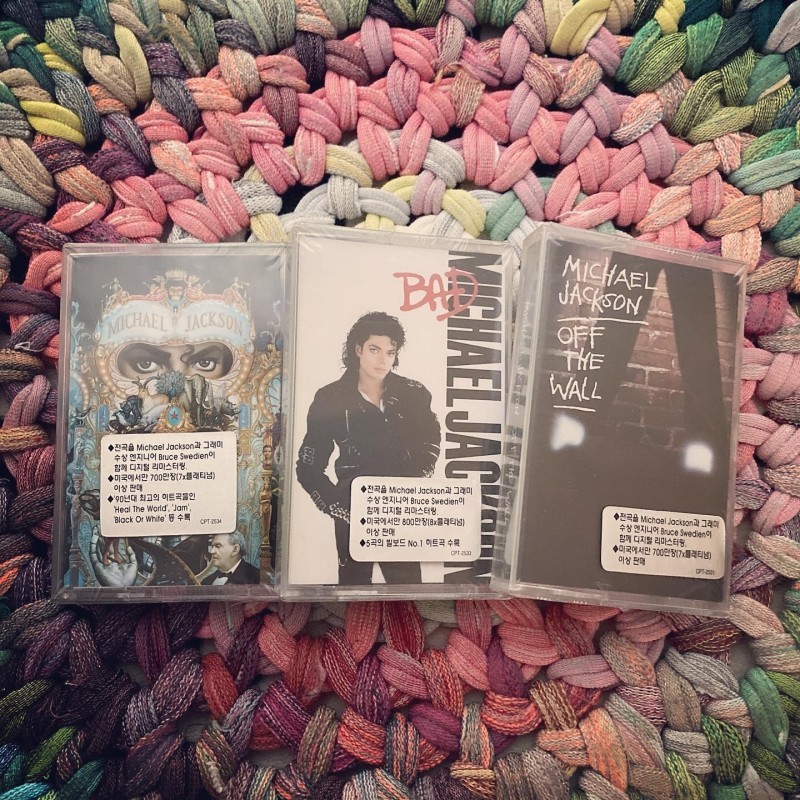 MICHAEL JACKSON
◆전곡을 Michael Jackson과 그래미
수상 엔지니어 Bruce Swedien이
함께 디지털 리마스터링.
◆미국에서만 700만장(7x플래티넘)
이상 판매
◆'90년대 최고의 히트곡들인
'Heal The World', 'Jam',
'Black Or White' 등 수록
CPT-2534
BAD
MICHAEL JACKSON
◆전곡을 Michael Jackson과 그래미
수상 엔지니어 Bruce Swedien이
함께 디지털 리마스터링.
◆미국에서만 800만장(8x플래티넘)
이상 판매
◆5곡의 빌보드 No.1 히트곡 수록
CPT-2533
MICHAEL
JACKSON
OFF
THE
WALL
◆전곡을 Michael Jackson과 그래미
수상 엔지니어 Bruce Swedien이
함께 디지털 리마스터링.
◆미국에서만 700만장(7x플래티넘)
이상 판매
CPT-2531